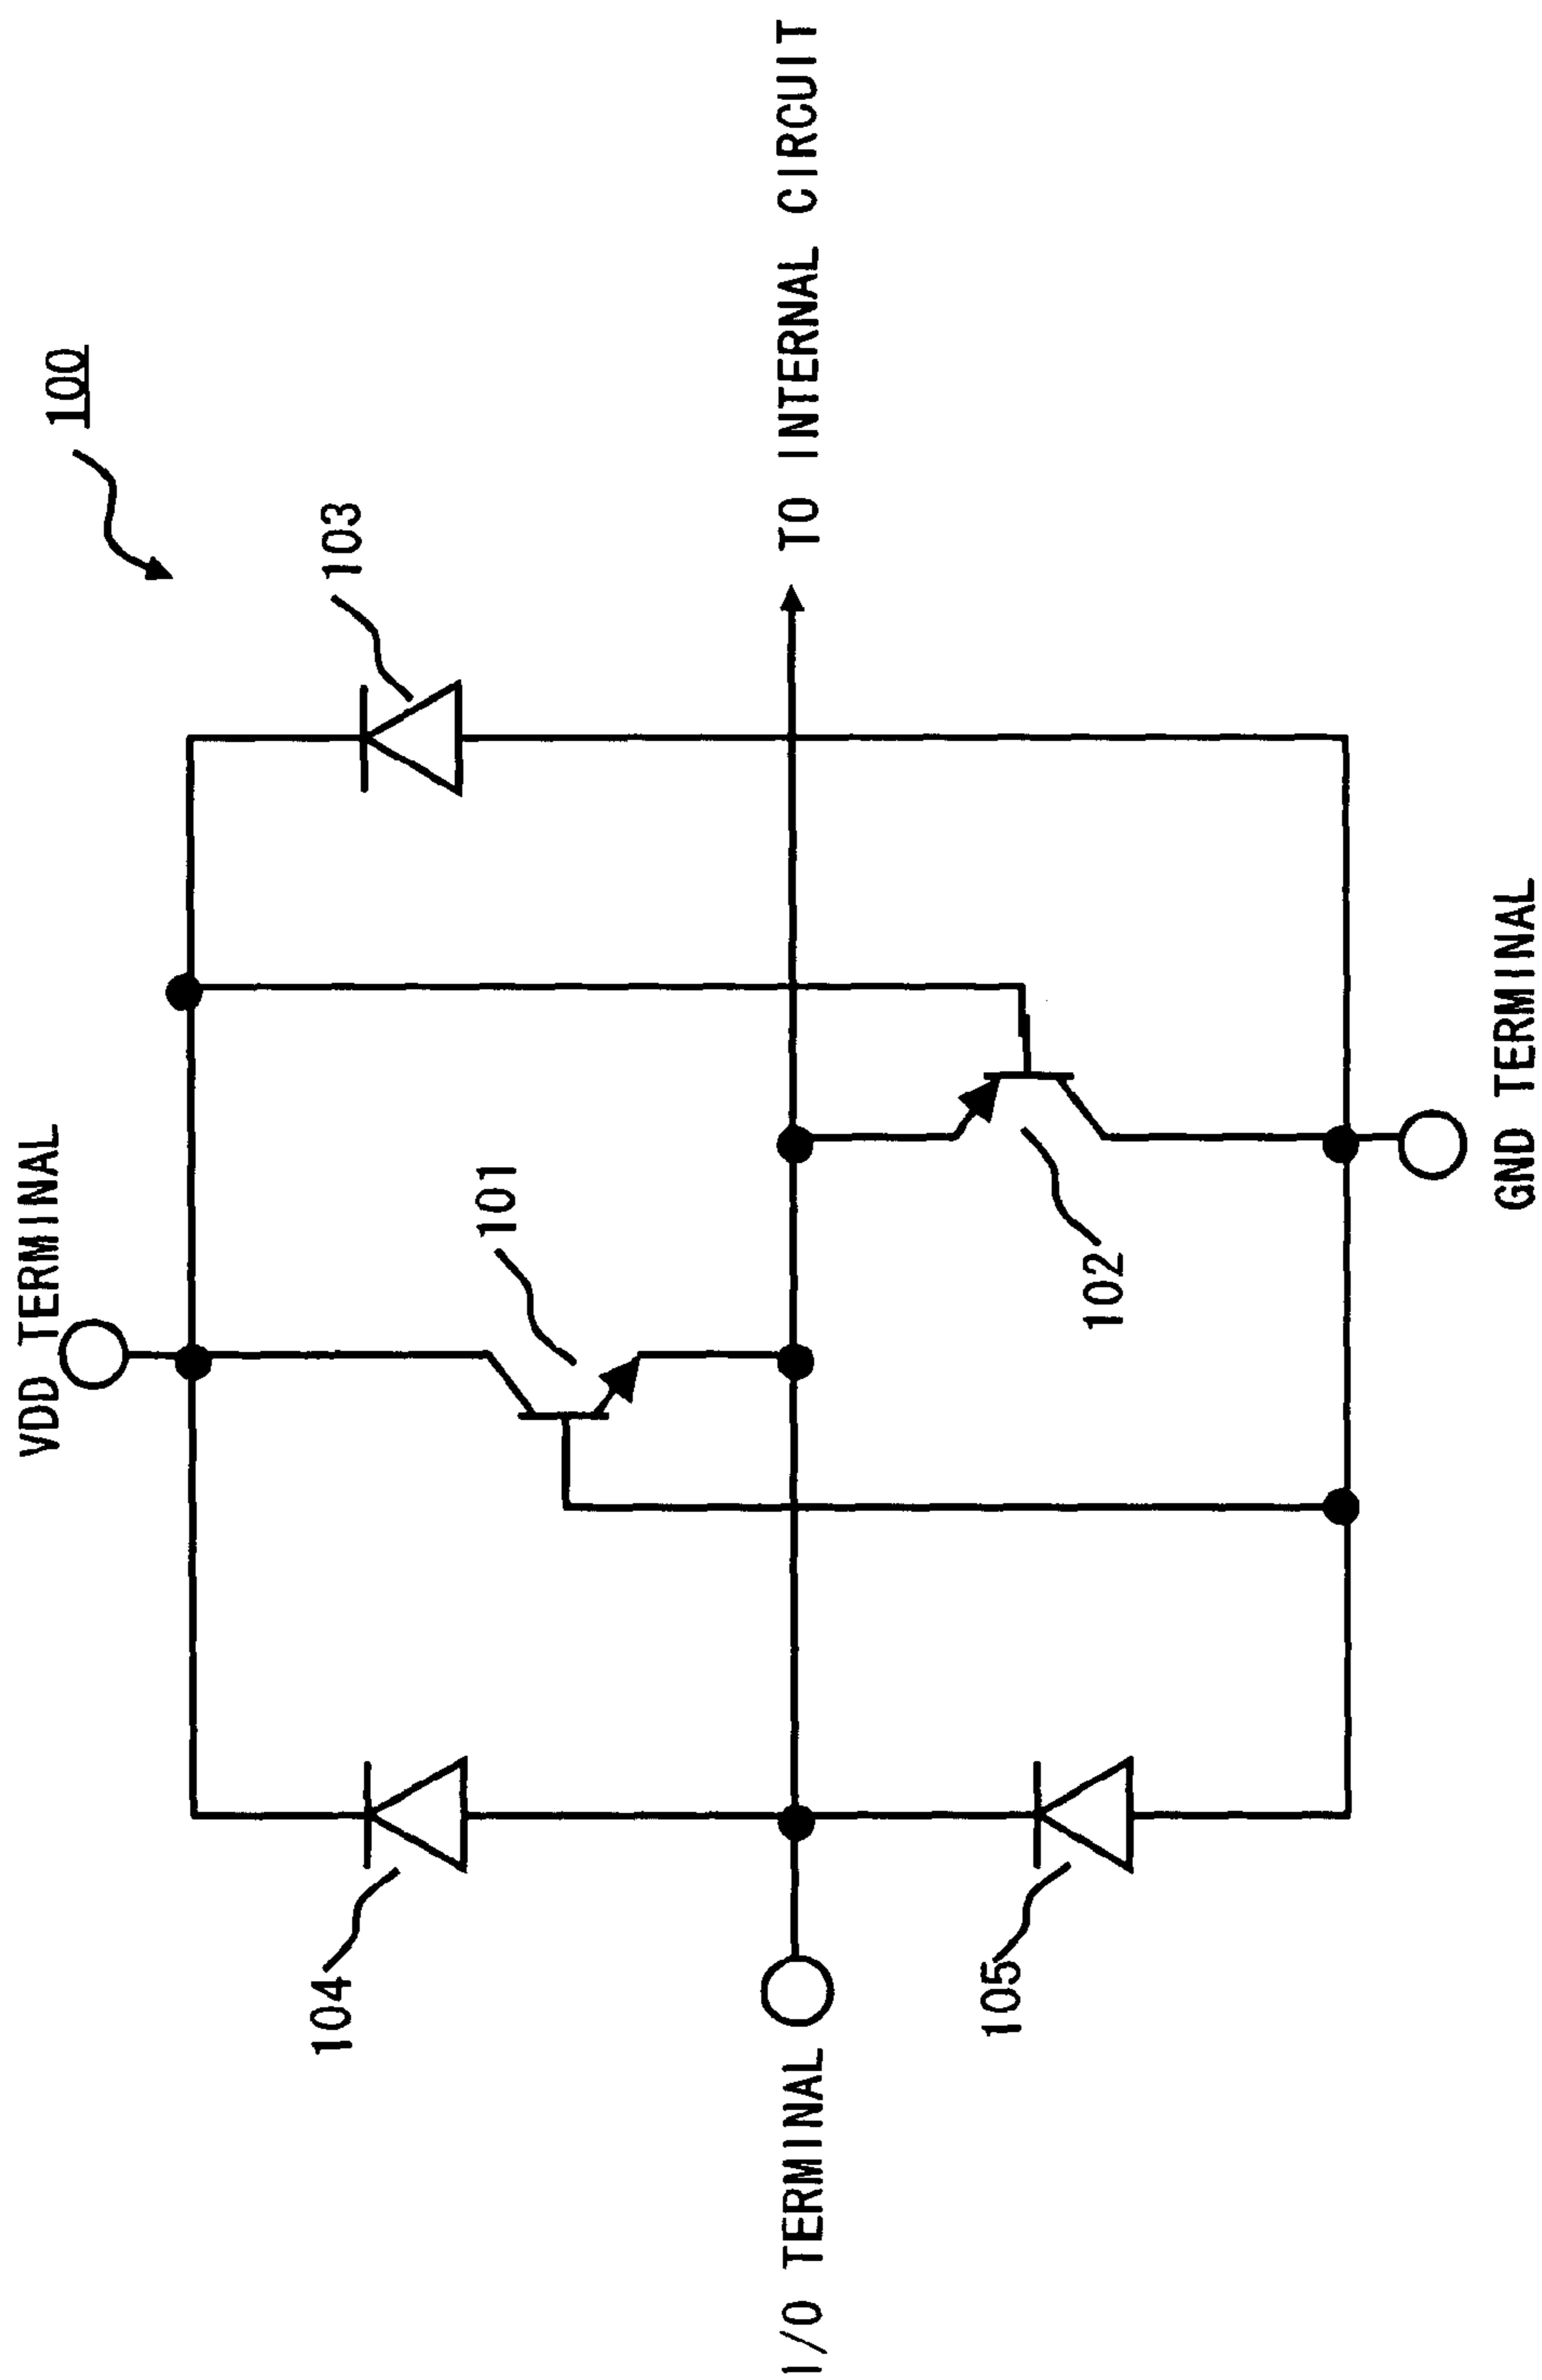 100
VDD TERMINAL
103
104
101
I/O TERMINAL
TO INTERNAL CIRCUIT
105
102
GND TERMINAL